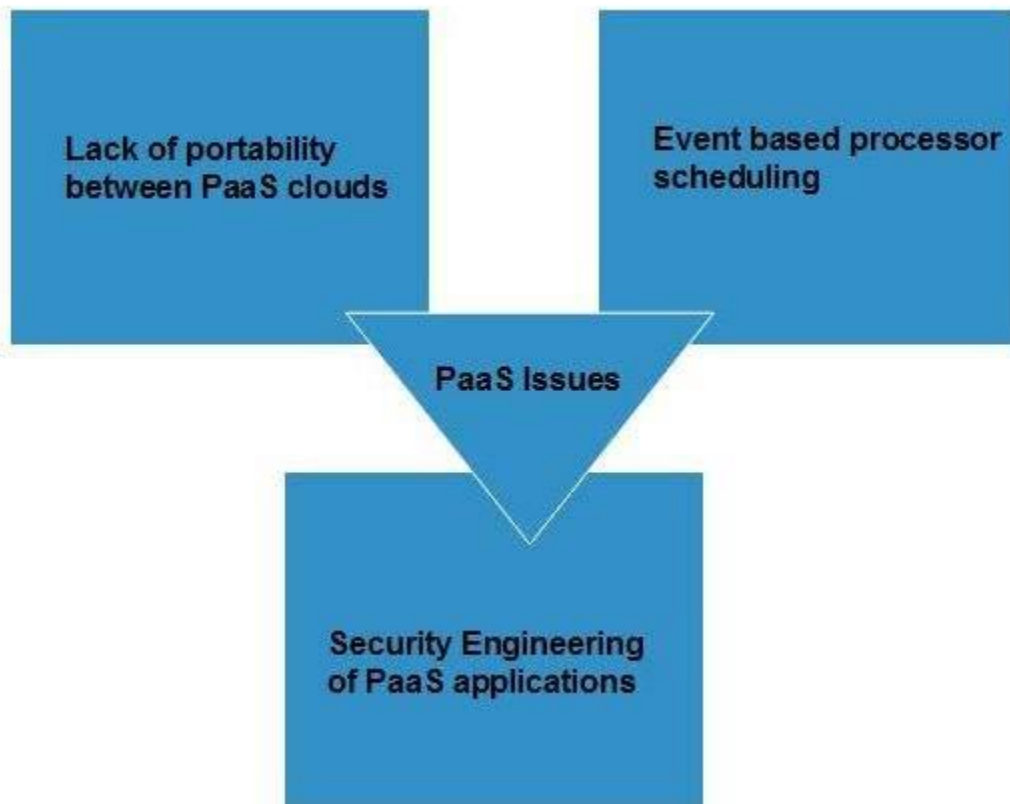 Lack of portability
between PaaS clouds
Event based processor
scheduling
PaaS Issues
Security Engineering
of PaaS applications